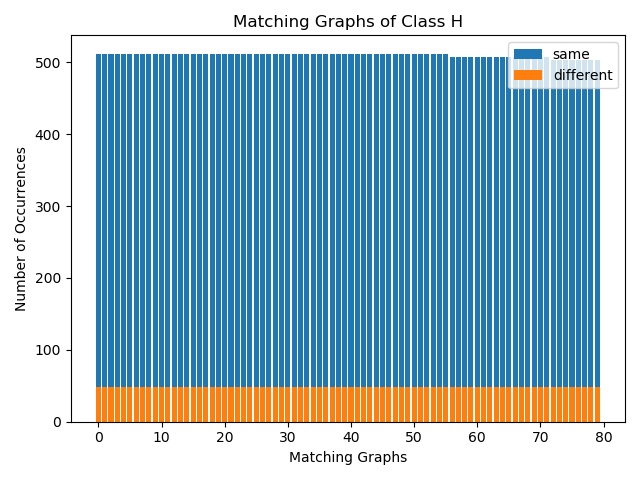 Matching Graphs of Class H
same
different
500
400
300
200
100
0
Number of Occurrences
0 10 20 30 40 50 60 70 80
Matching Graphs